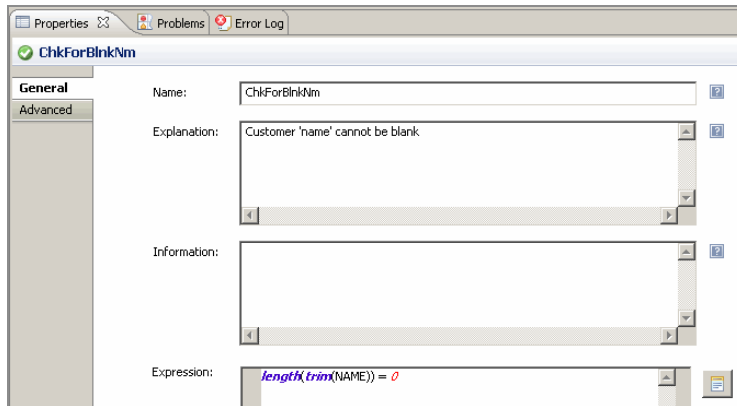 Properties Problems Error Log
ChkForBlnkNm
General
Advanced
Name: ChkForBlnkNm
Explanation: Customer 'name' cannot be blank
Information:
Expression: length(trim(NAME)) = 0